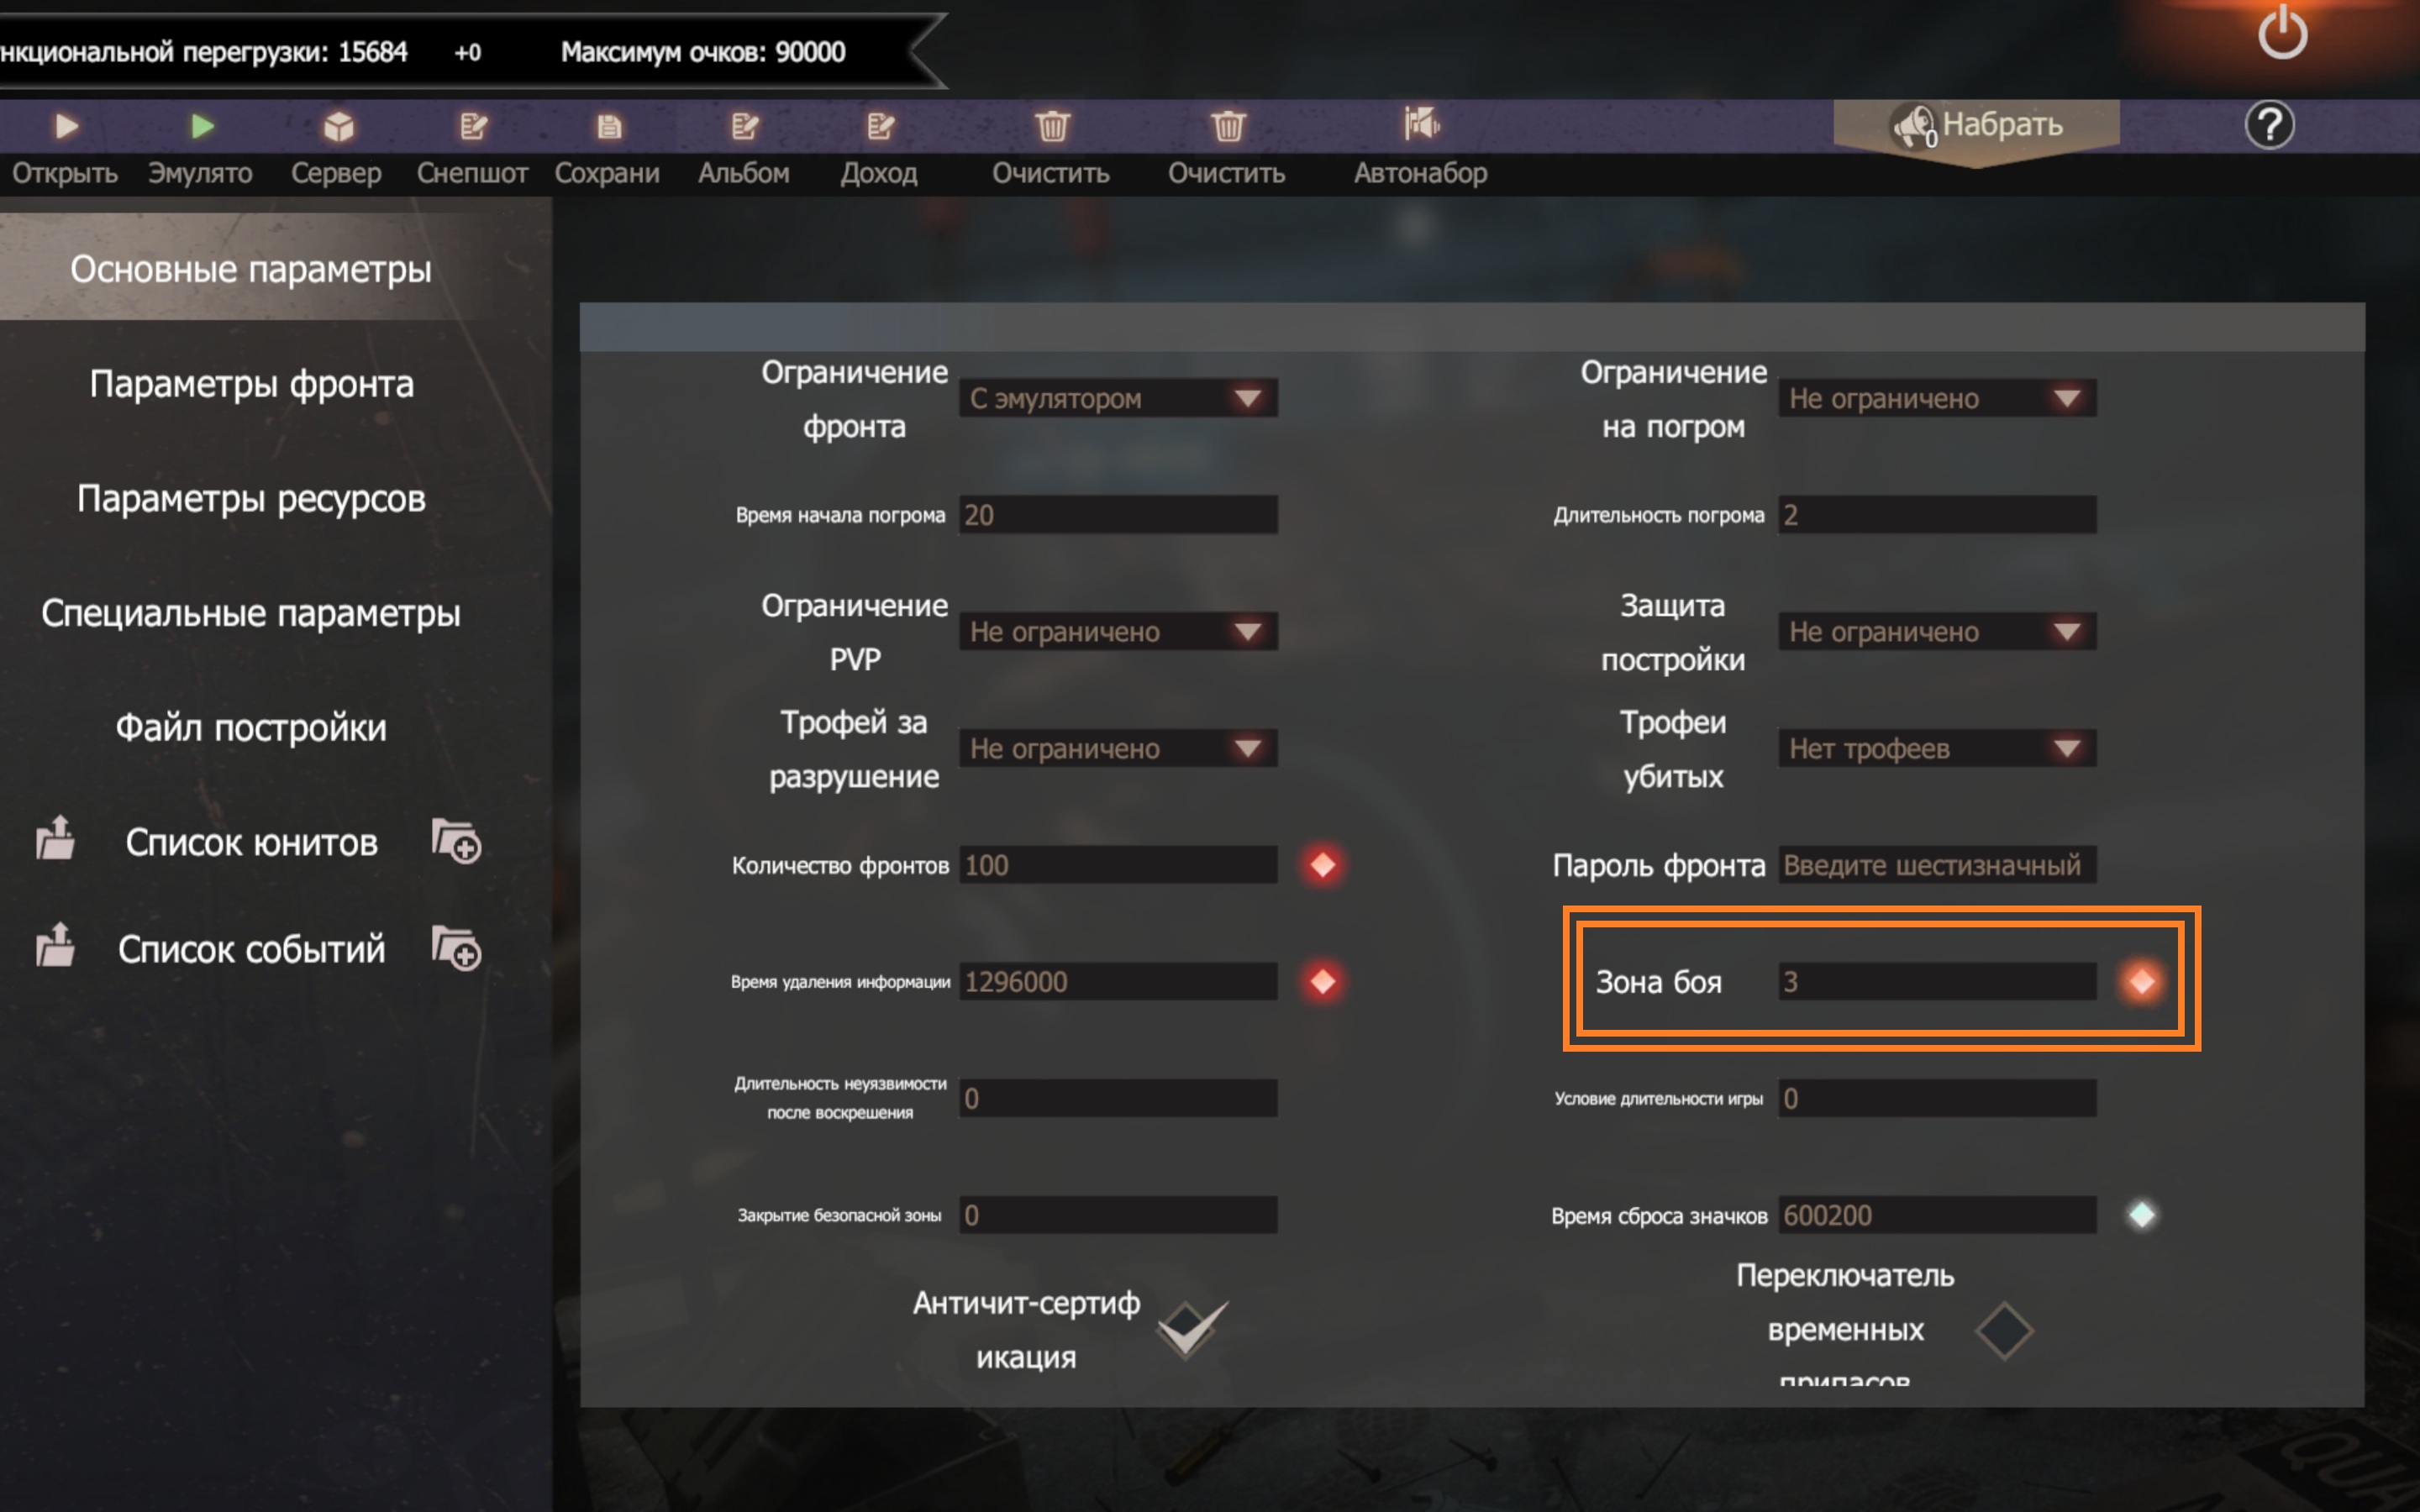 нкциональной перегрузки: 15684 +0 Максимум очков: 90000
0 Набрать ?
Открыть Эмулято Сервер Снепшот Сохрани Альбом Доход Очистить Очистить Автонабор
Основные параметры
Параметры фронта
Параметры ресурсов
Специальные параметры
Файл постройки
Список юнитов
Список событий
Ограничение
фронта
С эмулятором
Ограничение
на погром
Не ограничено
Время начала погрома 20
Длительность погрома 2
Ограничение
PVP
Не ограничено
Защита
постройки
Не ограничено
Трофей за
разрушение
Не ограничено
Трофеи
убитых
Нет трофеев
Количество фронтов 100
Пароль фронта Введите шестизначный
Время удаления информации 1296000
Зона боя 3
Длительность неуязвимости
после воскрешения
0
Условие длительности игры 0
Закрытие безопасной зоны 0
Время сброса значков 600200
Античит-сертиф
икация
Переключатель
временных
припасов
QUA